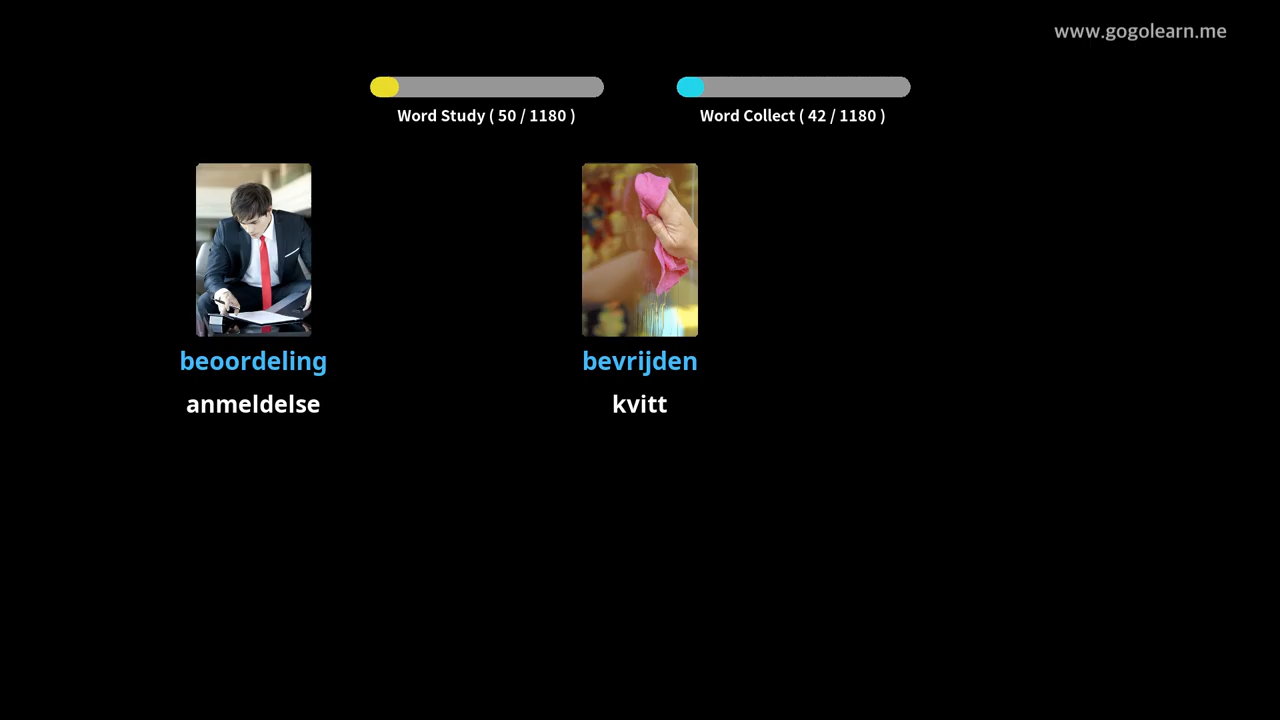 www.gogolearn.me
Word Study ( 50 / 1180 )
Word Collect ( 42 / 1180 )
beoordeling
bevrijden
anmeldelse
kvitt